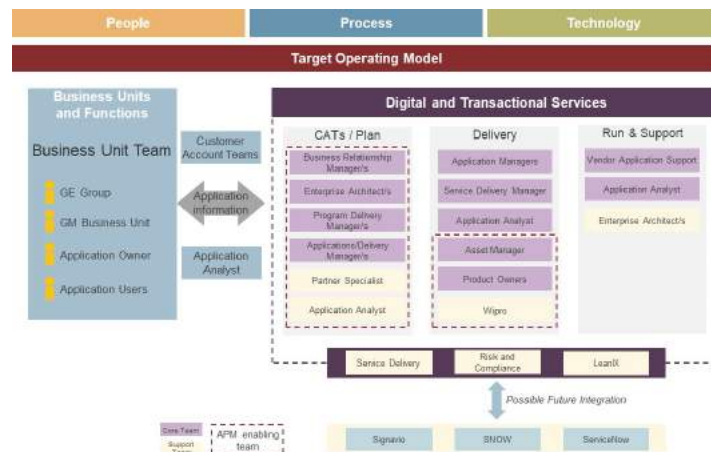 People
Process
Technology
Target Operating Model
Business Units
and Functions
Business Unit Team
GE Group
GM Business Unit
Application Owner
Application Users
Customer
Account Teams
Application
information
Application
Analyst
Digital and Transactional Services
CATs / Plan
Business Relationship
Manager/s
Enterprise Architect/s
Program Delivery
Manager/s
Applications/Delivery
Manager/s
Partner Specialist
Application Analyst
Delivery
Application Managers
Service Delivery Manager
Application Analyst
Asset Manager
Product Owners
Wipro
Run & Support
Vendor Application Support
Application Analyst
Enterprise Architect/s
Service Delivery
Risk and
Compliance
LeanIX
Possible Future Integration
Signavio
SNOW
ServiceNow
Core Team
Support
Team
APM enabling
team